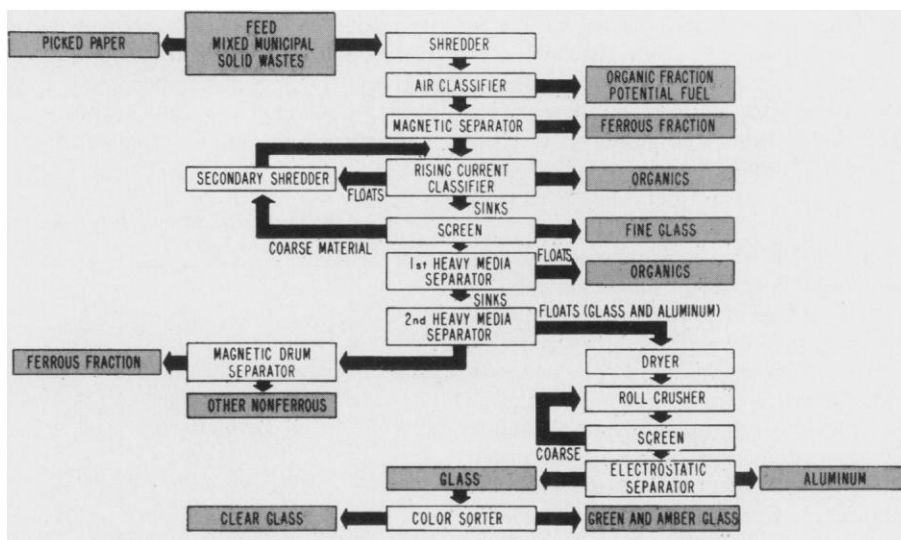 FEED
MIXED MUNICIPAL
SOLID WASTES
PICKED PAPER
SHREDDER
AIR CLASSIFIER
ORGANIC FRACTION
POTENTIAL FUEL
MAGNETIC SEPARATOR
FERROUS FRACTION
SECONDARY SHREDDER
FLOATS
RISING CURRENT
CLASSIFIER
ORGANICS
SINKS
SCREEN
FINE GLASS
COARSE MATERIAL
FLOATS
1st HEAVY MEDIA
SEPARATOR
ORGANICS
SINKS
2nd HEAVY MEDIA
SEPARATOR
FLOATS (GLASS AND ALUMINUM)
FERROUS FRACTION
MAGNETIC DRUM
SEPARATOR
OTHER NONFERROUS
DRYER
ROLL CRUSHER
SCREEN
COARSE
GLASS
ELECTROSTATIC
SEPARATOR
ALUMINUM
CLEAR GLASS
COLOR SORTER
GREEN AND AMBER GLASS